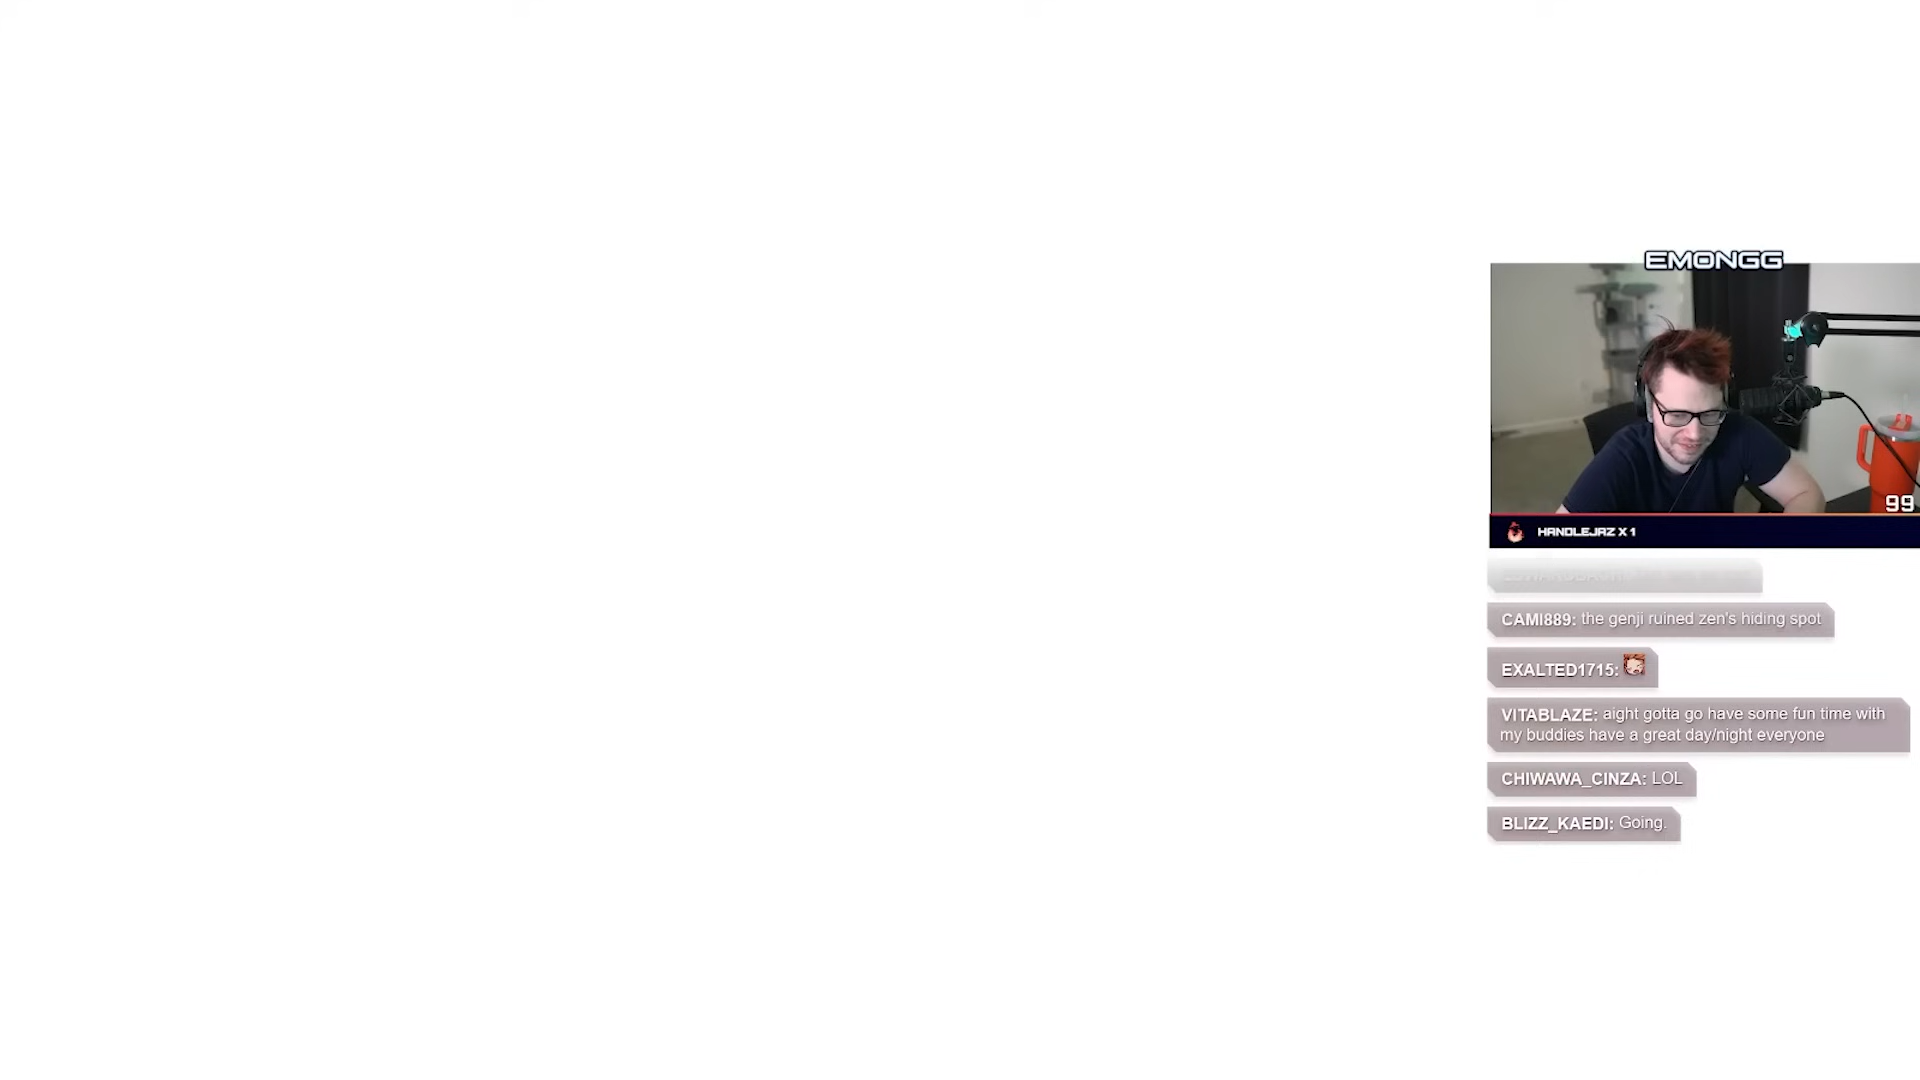 EMONGG
99
HANDLEJAZ X 1
CAMI889: the genji ruined zen's hiding spot
EXALTED1715:
VITABLAZE: aight gotta go have some fun time with
my buddies have a great day/night everyone
CHIWAWA_CINZA: LOL
BLIZZ_KAEDI: Going.